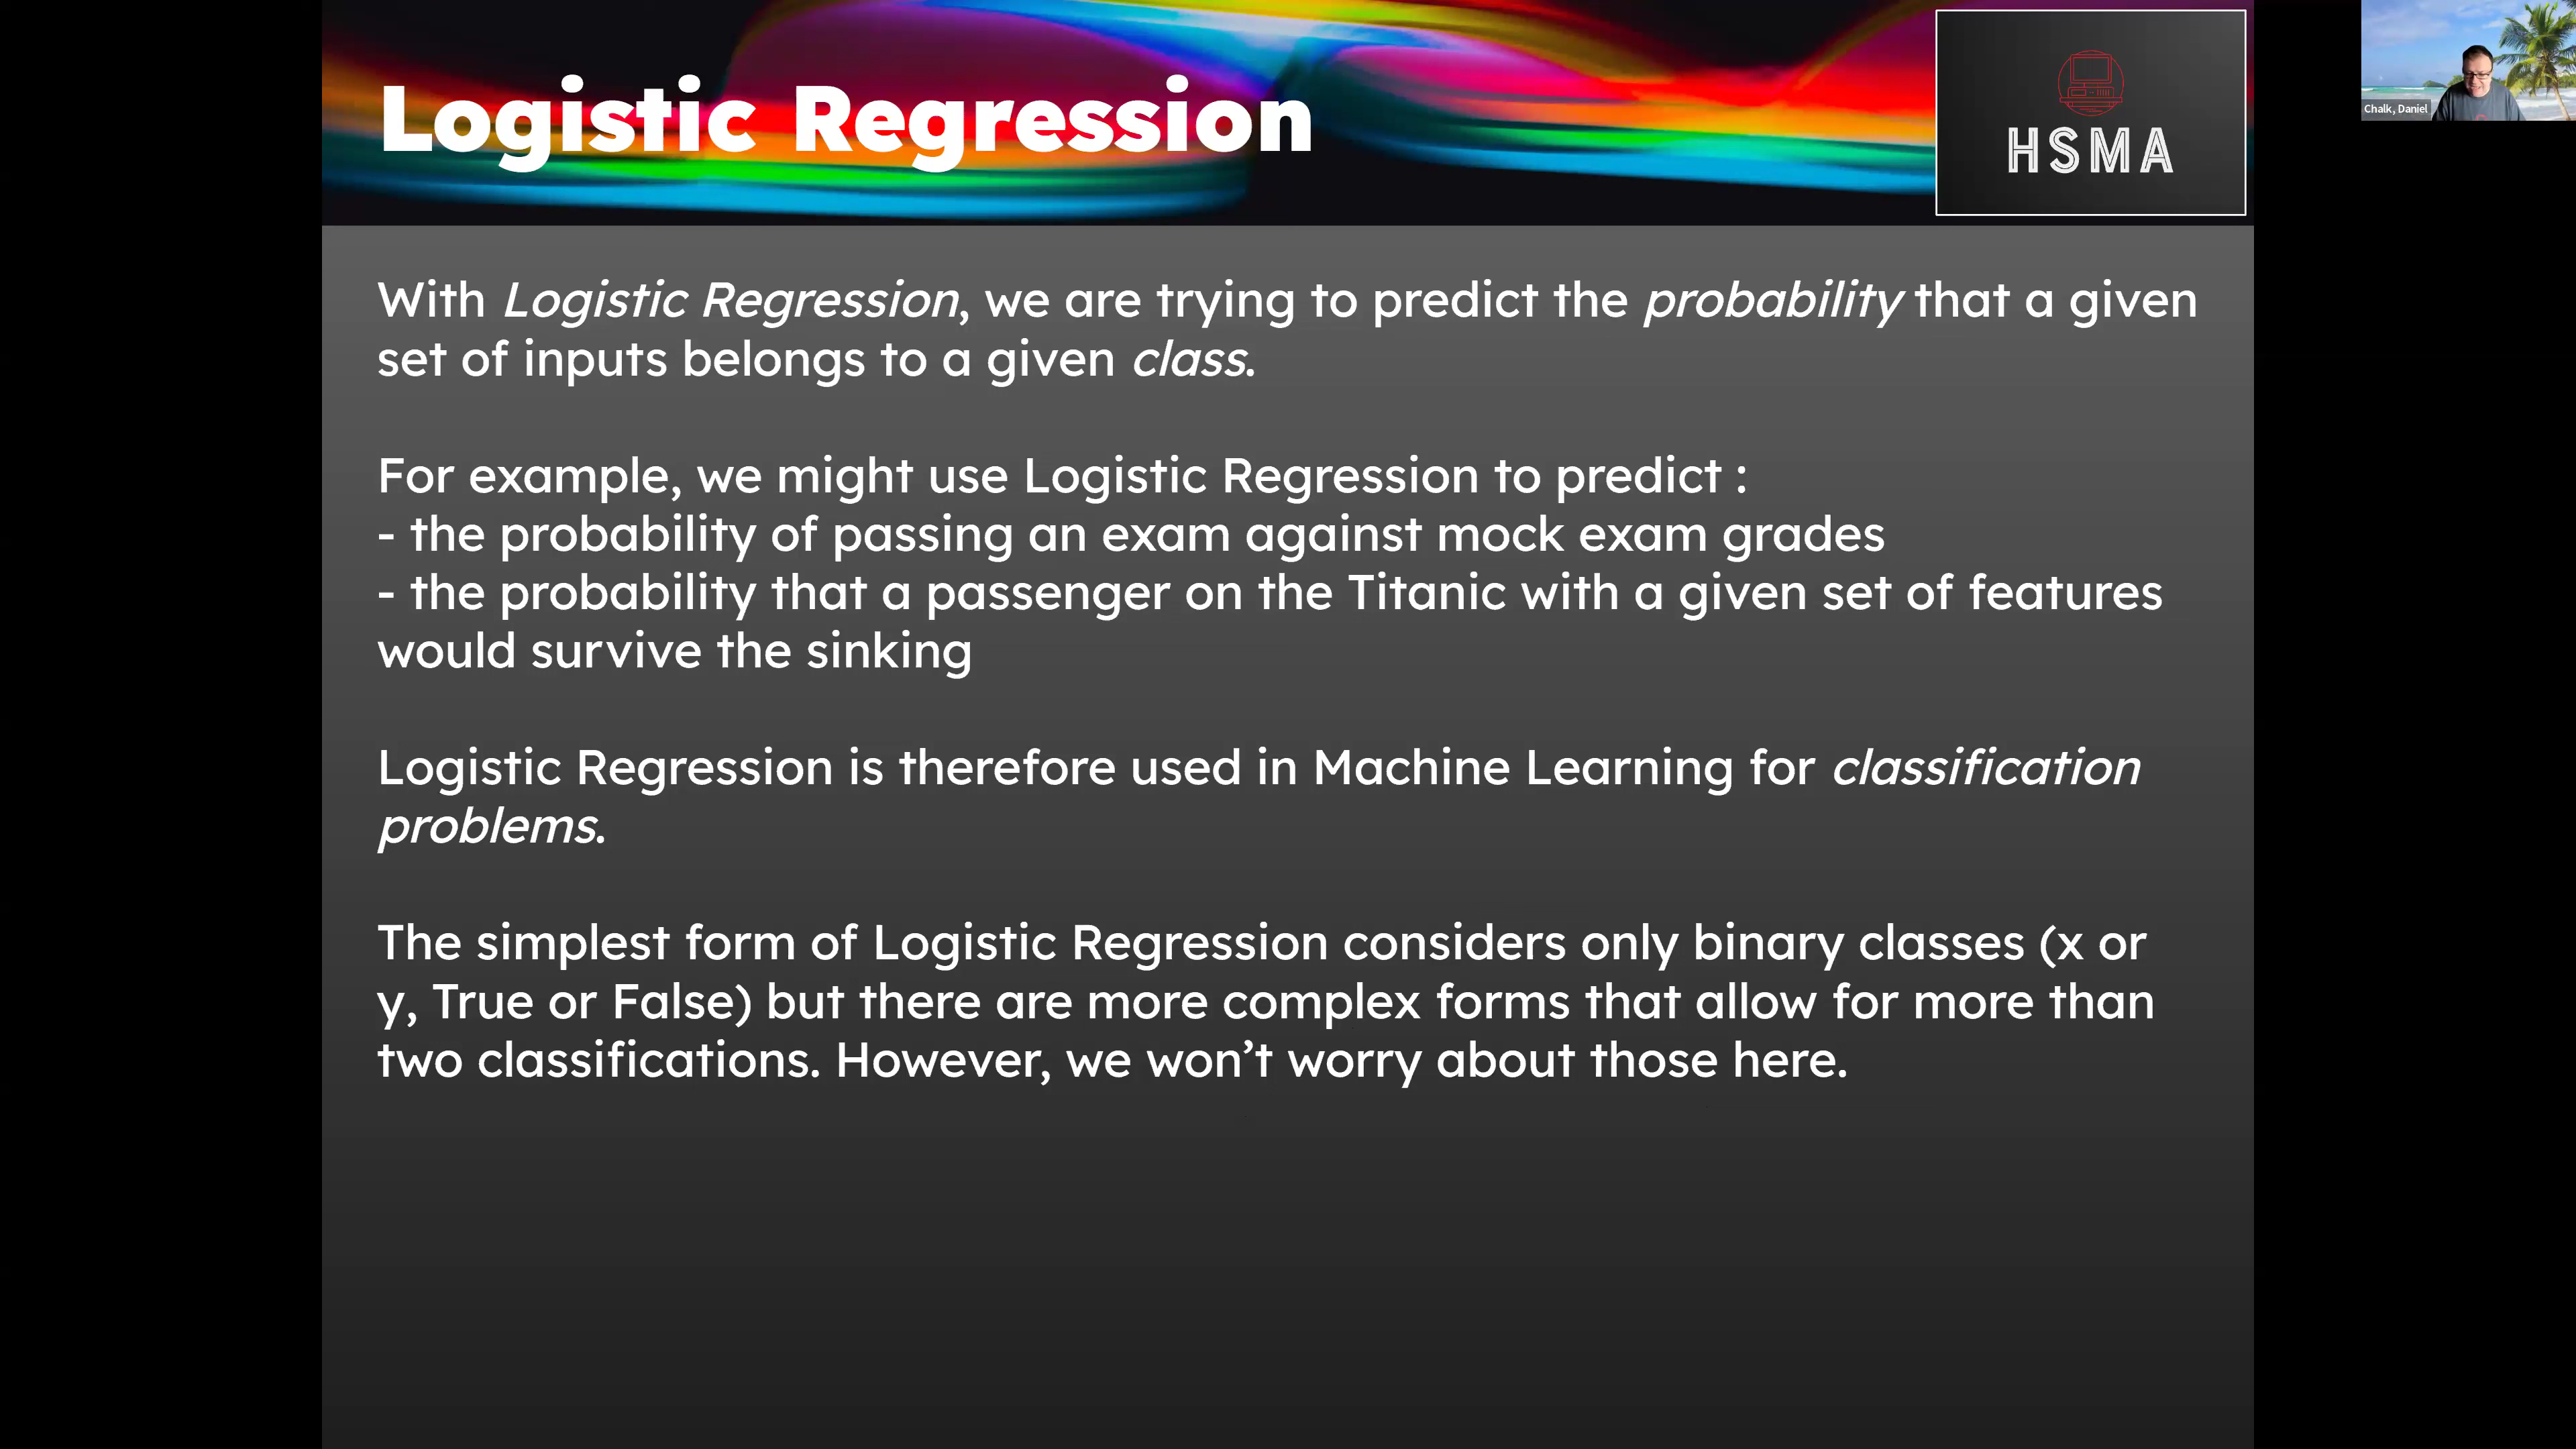 Logistic Regression
HSMA
Chalk, Daniel
With Logistic Regression, we are trying to predict the probability that a given
set of inputs belongs to a given class.
For example, we might use Logistic Regression to predict :
- the probability of passing an exam against mock exam grades
- the probability that a passenger on the Titanic with a given set of features
would survive the sinking
Logistic Regression is therefore used in Machine Learning for classification
problems.
The simplest form of Logistic Regression considers only binary classes (x or
y, True or False) but there are more complex forms that allow for more than
two classifications. However, we won’t worry about those here.